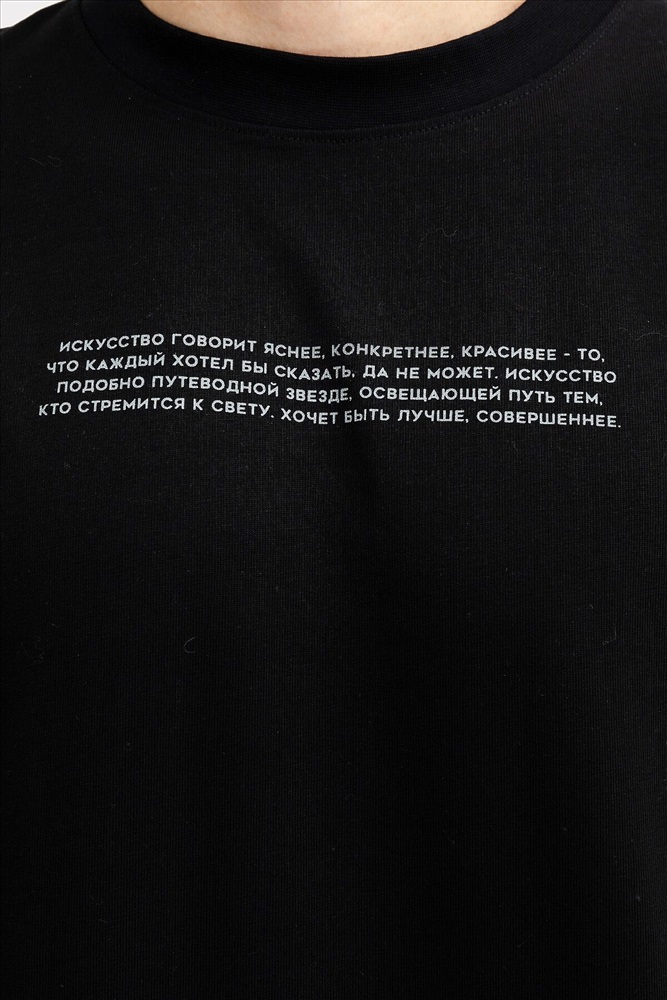 ИСКУССТВО ГОВОРИТ ЯСНЕЕ, КОНКРЕТНЕЕ, КРАСИВЕЕ - ТО,
ЧТО КАЖДЫЙ ХОТЕЛ БЫ СКАЗАТЬ, ДА НЕ МОЖЕТ. ИСКУССТВО
ПОДОБНО ПУТЕВОДНОЙ ЗВЕЗДЕ, ОСВЕЩАЮЩЕЙ ПУТЬ ТЕМ,
КТО СТРЕМИТСЯ К СВЕТУ. ХОЧЕТ БЫТЬ ЛУЧШЕ, СОВЕРШЕННЕЕ.